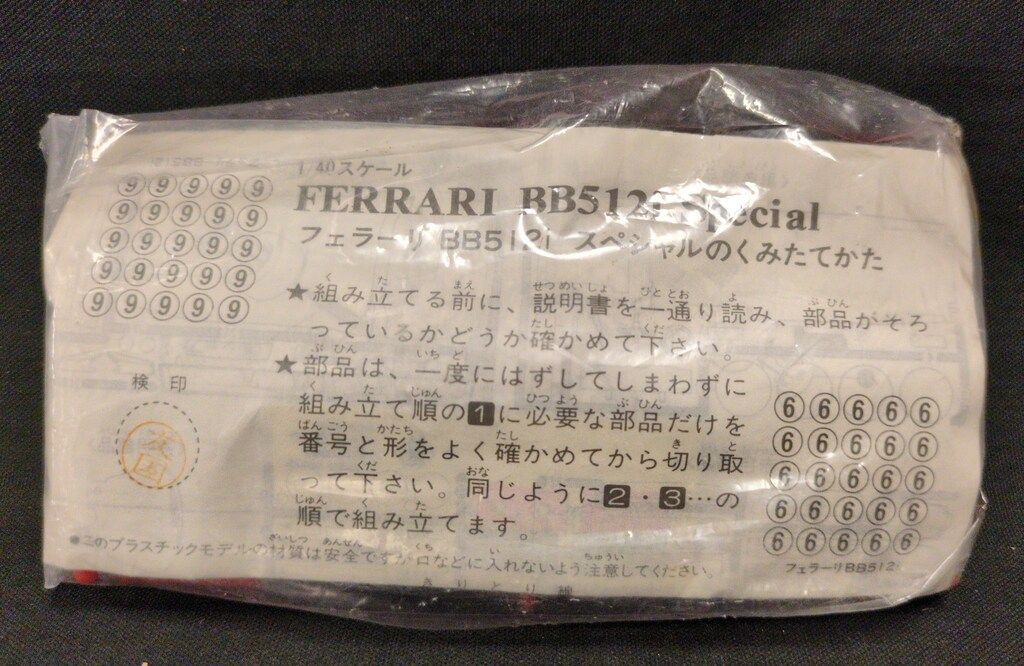 ⑨⑨⑨⑨⑨
⑨⑨⑨⑨⑨
⑨⑨⑨⑨⑨
⑨⑨⑨⑨⑨
⑨⑨⑨⑨⑨
検印
1/40スケール
FERRARI BB512i Special
フェラーリ BB512i スペシャルのくみたてかた
★組み立てる前に、説明書を一通り読み、部品がそろ
っているかどうか確かめて下さい。
★部品は、一度にはずしてしまわずに
組み立て順の1に必要な部品だけを
番号と形をよく確かめてから切り取
って下さい。同じように2・3…の
順で組み立てます。
●このプラスチックモデルの材質は安全ですが口などに入れないよう注意してください。
きりとり線
⑥⑥⑥⑥⑥
⑥⑥⑥⑥⑥
⑥⑥⑥⑥⑥
⑥⑥⑥⑥⑥
⑥⑥⑥⑥⑥
フェラーリBB512i